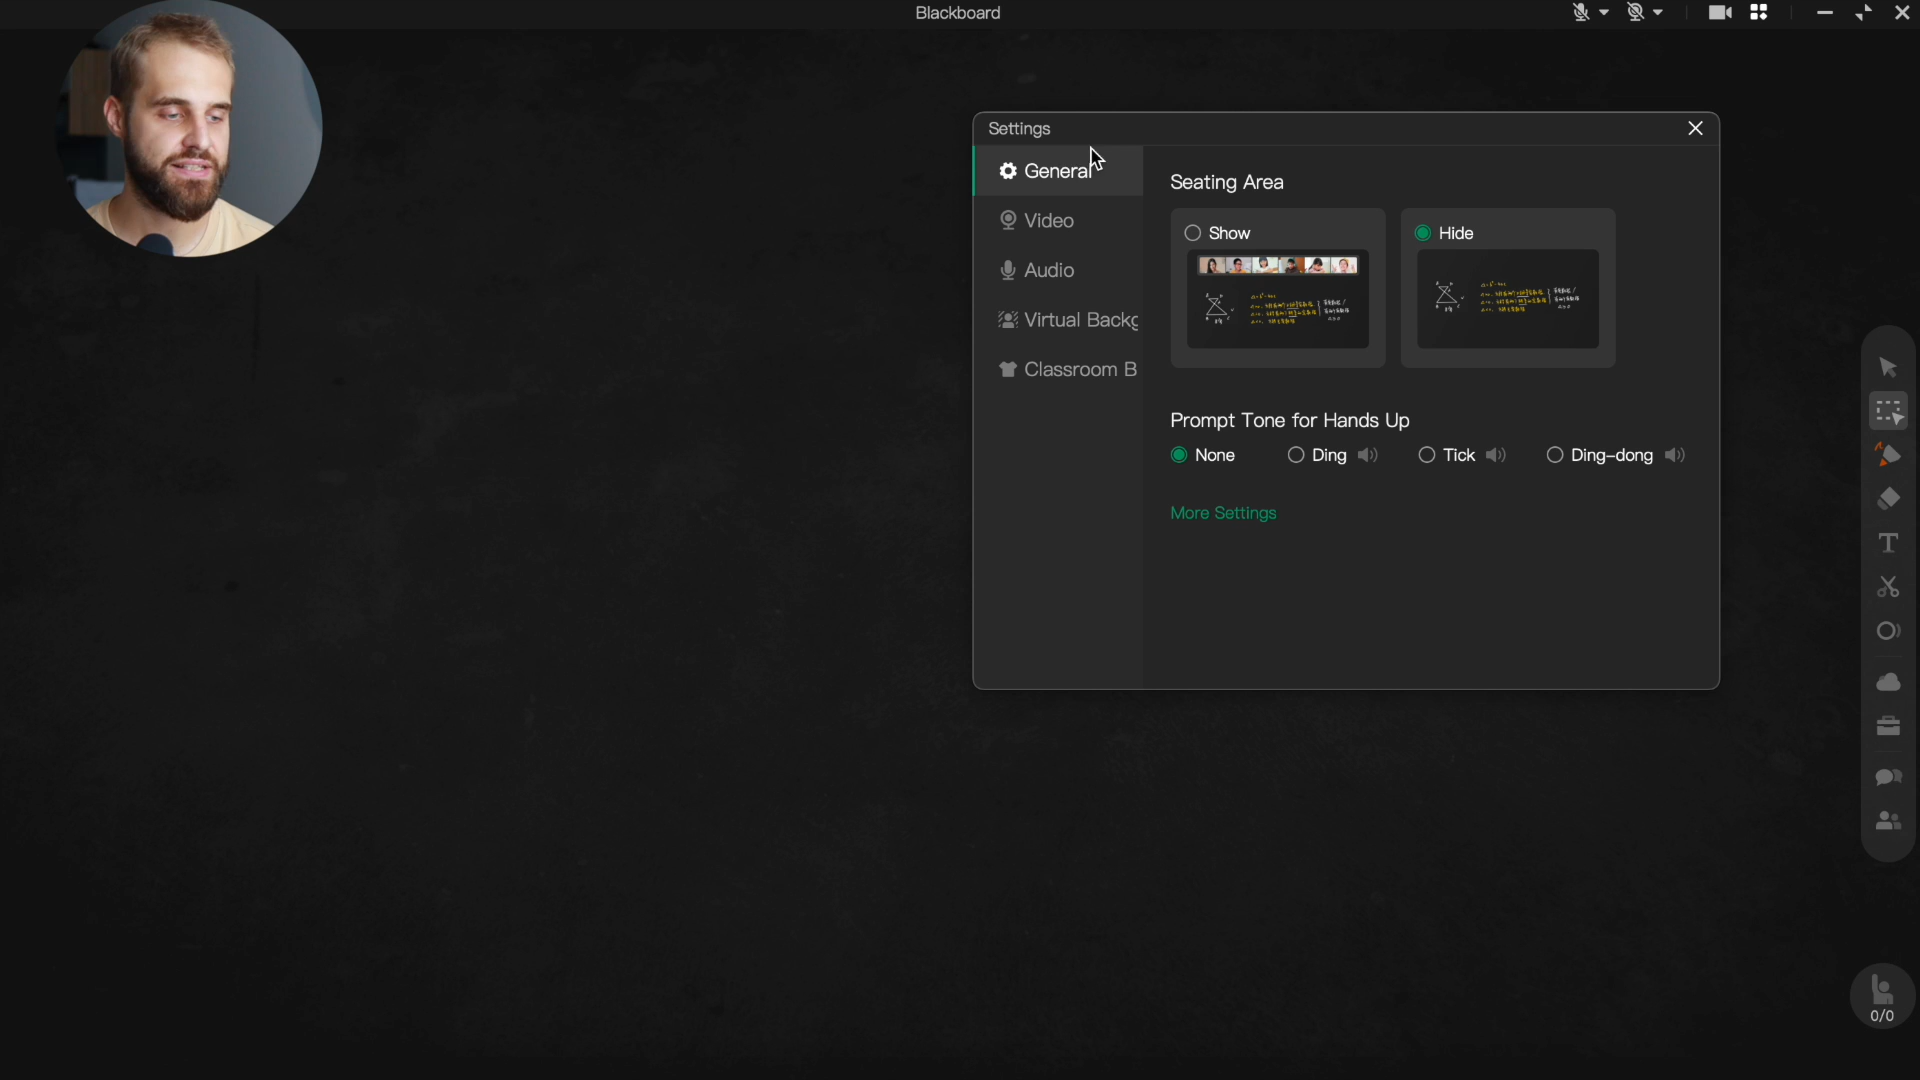 Blackboard
Settings
General
Video
Audio
Virtual Backg
Classroom B
Seating Area
Show
Hide
Prompt Tone for Hands Up
None
Ding
Tick
Ding-dong
More Settings
0/0